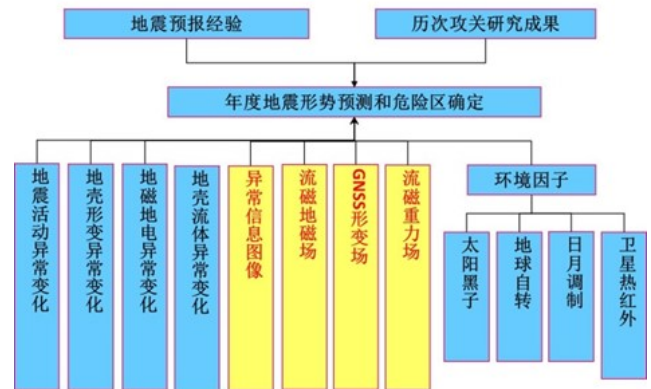 地震预报经验
历次攻关研究成果
年度地震形势预测和危险区确定
地震活动异常变化
地壳形变异常变化
地磁地电异常变化
地壳流体异常变化
异常信息图像
流磁地磁场
GNSS形变场
流磁重力场
环境因子
太阳黑子
地球自转
日月调制
卫星热红外